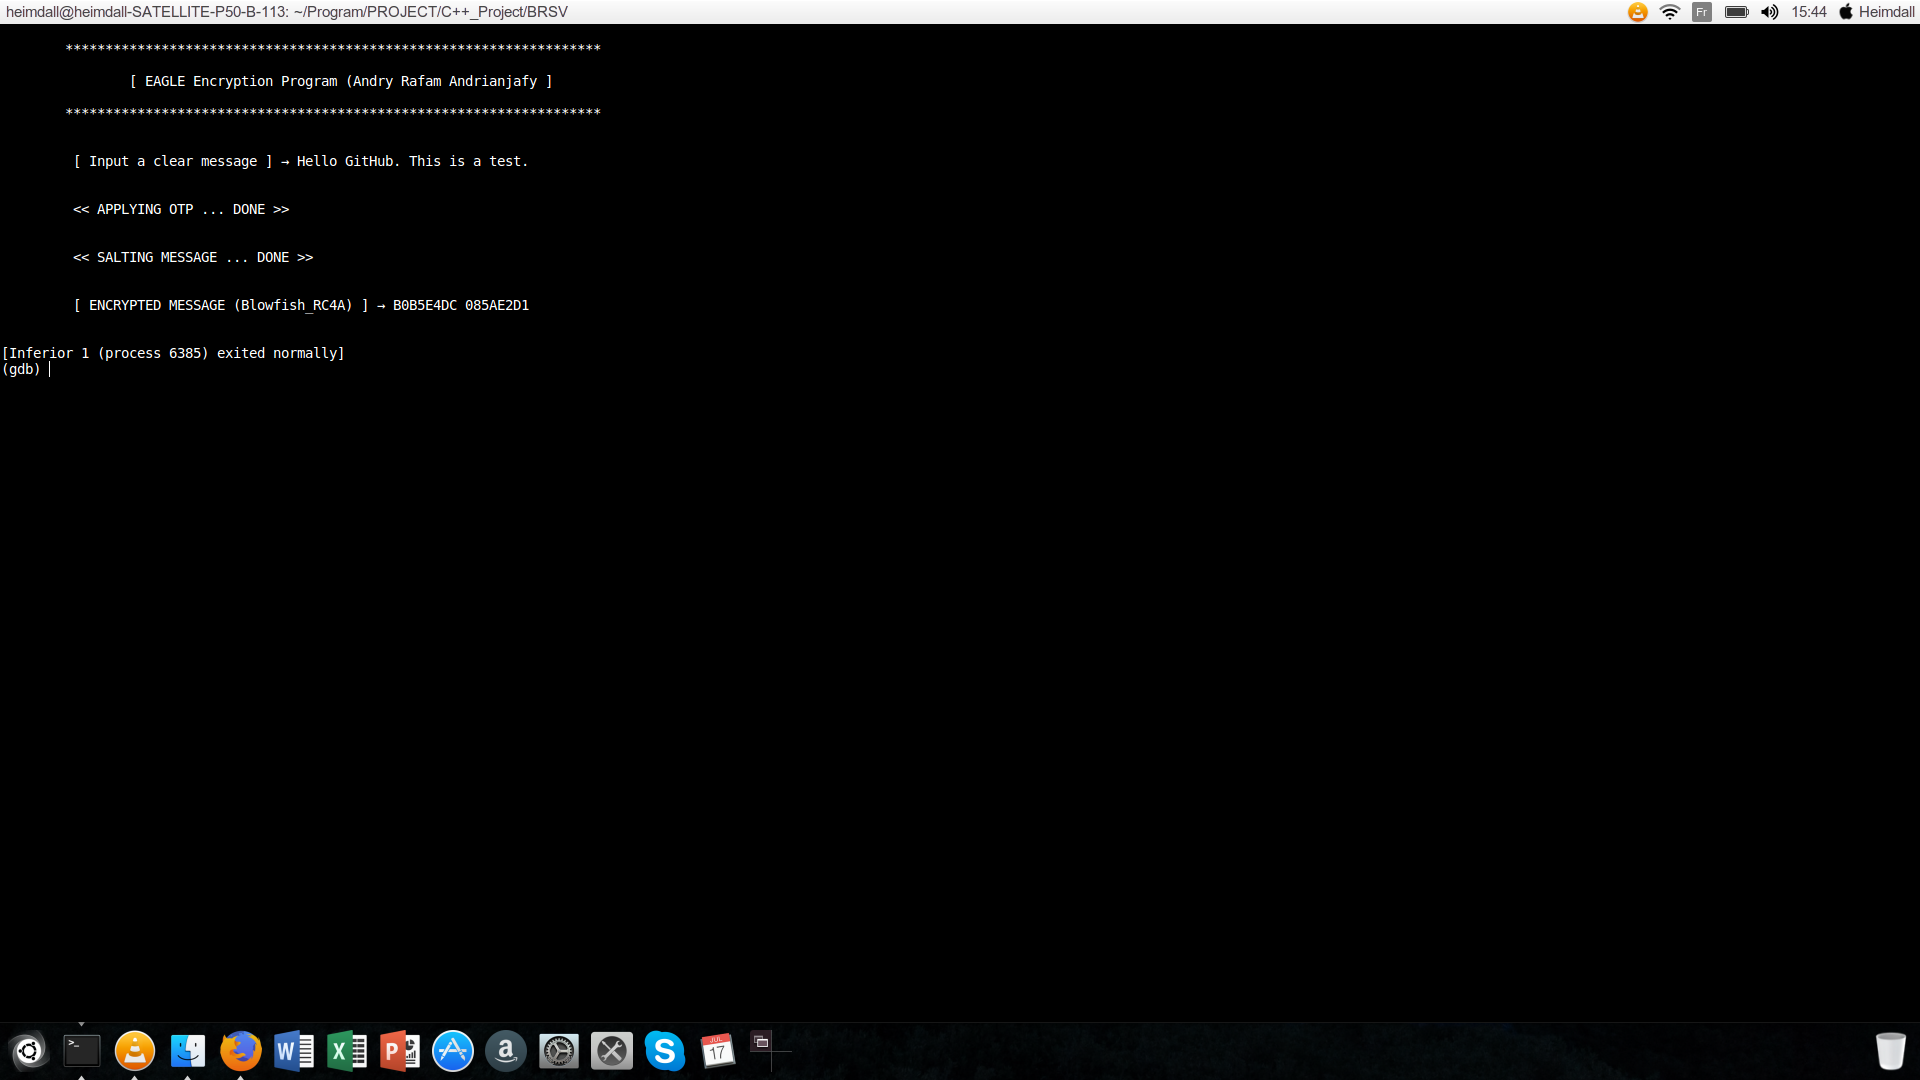 heimdall@heimdall-SATELLITE-P50-B-113: ~/Program/PROJECT/C++_Project/BRSV
Fr
15:44
Heimdall
*******************************************************************
[ EAGLE Encryption Program (Andry Rafam Andrianjafy ]
*******************************************************************
[ Input a clear message ] → Hello GitHub. This is a test.
<< APPLYING OTP ... DONE >>
<< SALTING MESSAGE ... DONE >>
[ ENCRYPTED MESSAGE (Blowfish_RC4A) ] → B0B5E4DC 085AE2D1
[Inferior 1 (process 6385) exited normally]
(gdb)
>_
W
X
P
a
S
JUL
17